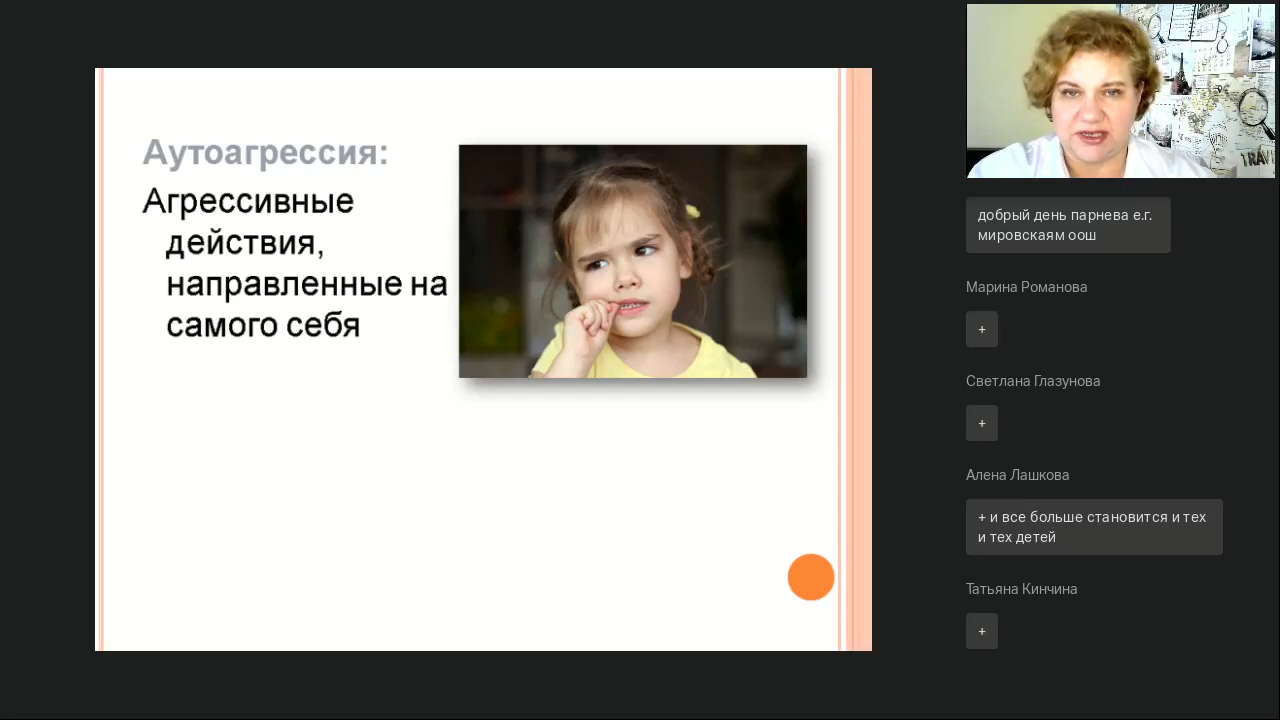 Аутоагрессия:
Агрессивные
действия,
направленные на
самого себя
TRAV
добрый день парнева е.г.
мировскаям оош
Марина Романова
+
Светлана Глазунова
+
Алена Лашкова
+ и все больше становится и тех
и тех детей
Татьяна Кинчина
+